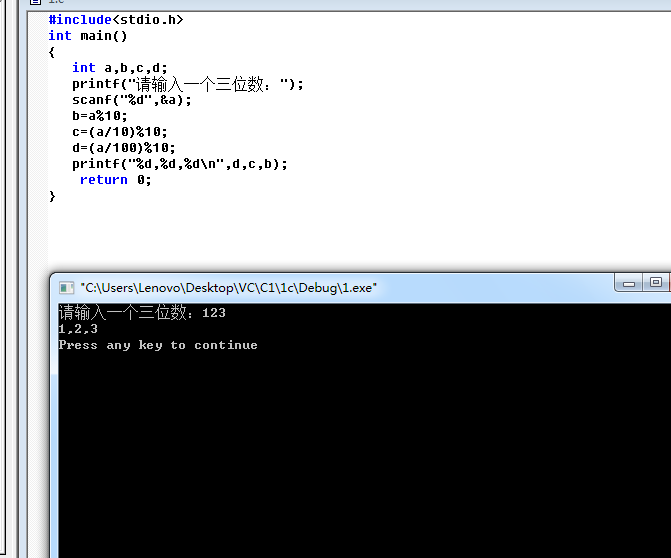 #include<stdio.h>
int main()
{
int a,b,c,d;
printf("请输入一个三位数：");
scanf("%d",&a);
b=a%10;
c=(a/10)%10;
d=(a/100)%10;
printf("%d,%d,%d\n",d,c,b);
return 0;
}
"C:\Users\Lenovo\Desktop\VC\C1\1c\Debug\1.exe"
请输入一个三位数：123
1,2,3
Press any key to continue